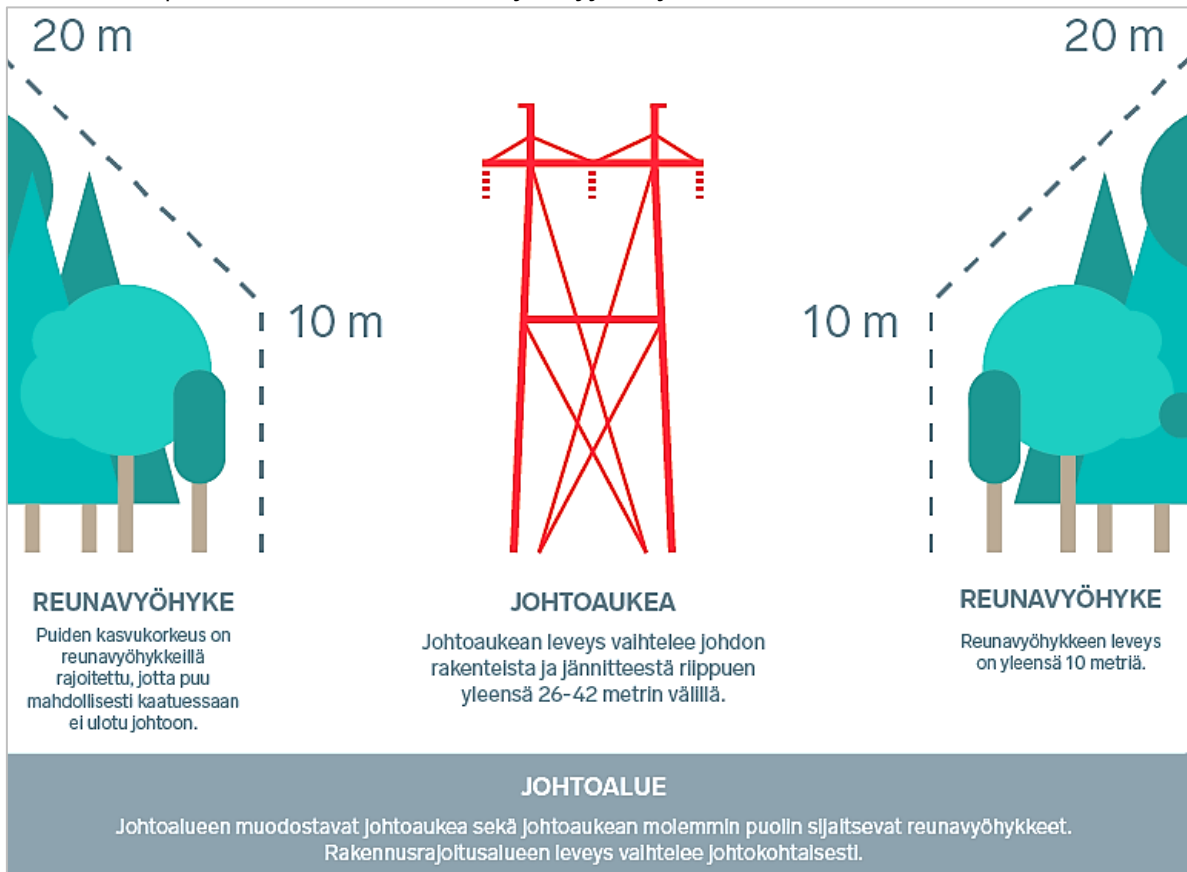 20 m
20 m
10 m
10 m
REUNAVYÖHYKE
Puiden kasvukorkeus on
reunavyöhykkeillä
rajoitettu, jotta puu
mahdollisesti kaatuessaan
ei ulotu johtoon.
JOHTOAUKEA
Johtoaukean leveys vaihtelee johdon
rakenteista ja jännitteestä riippuen
yleensä 26-42 metrin välillä.
REUNAVYÖHYKE
Reunavyöhykkeen leveys
on yleensä 10 metriä.
JOHTOALUE
Johtoalueen muodostavat johtoaukea sekä johtoaukean molemmin puolin sijaitsevat reunavyöhykkeet.
Rakennusrajoitusalueen leveys vaihtelee johtokohtaisesti.